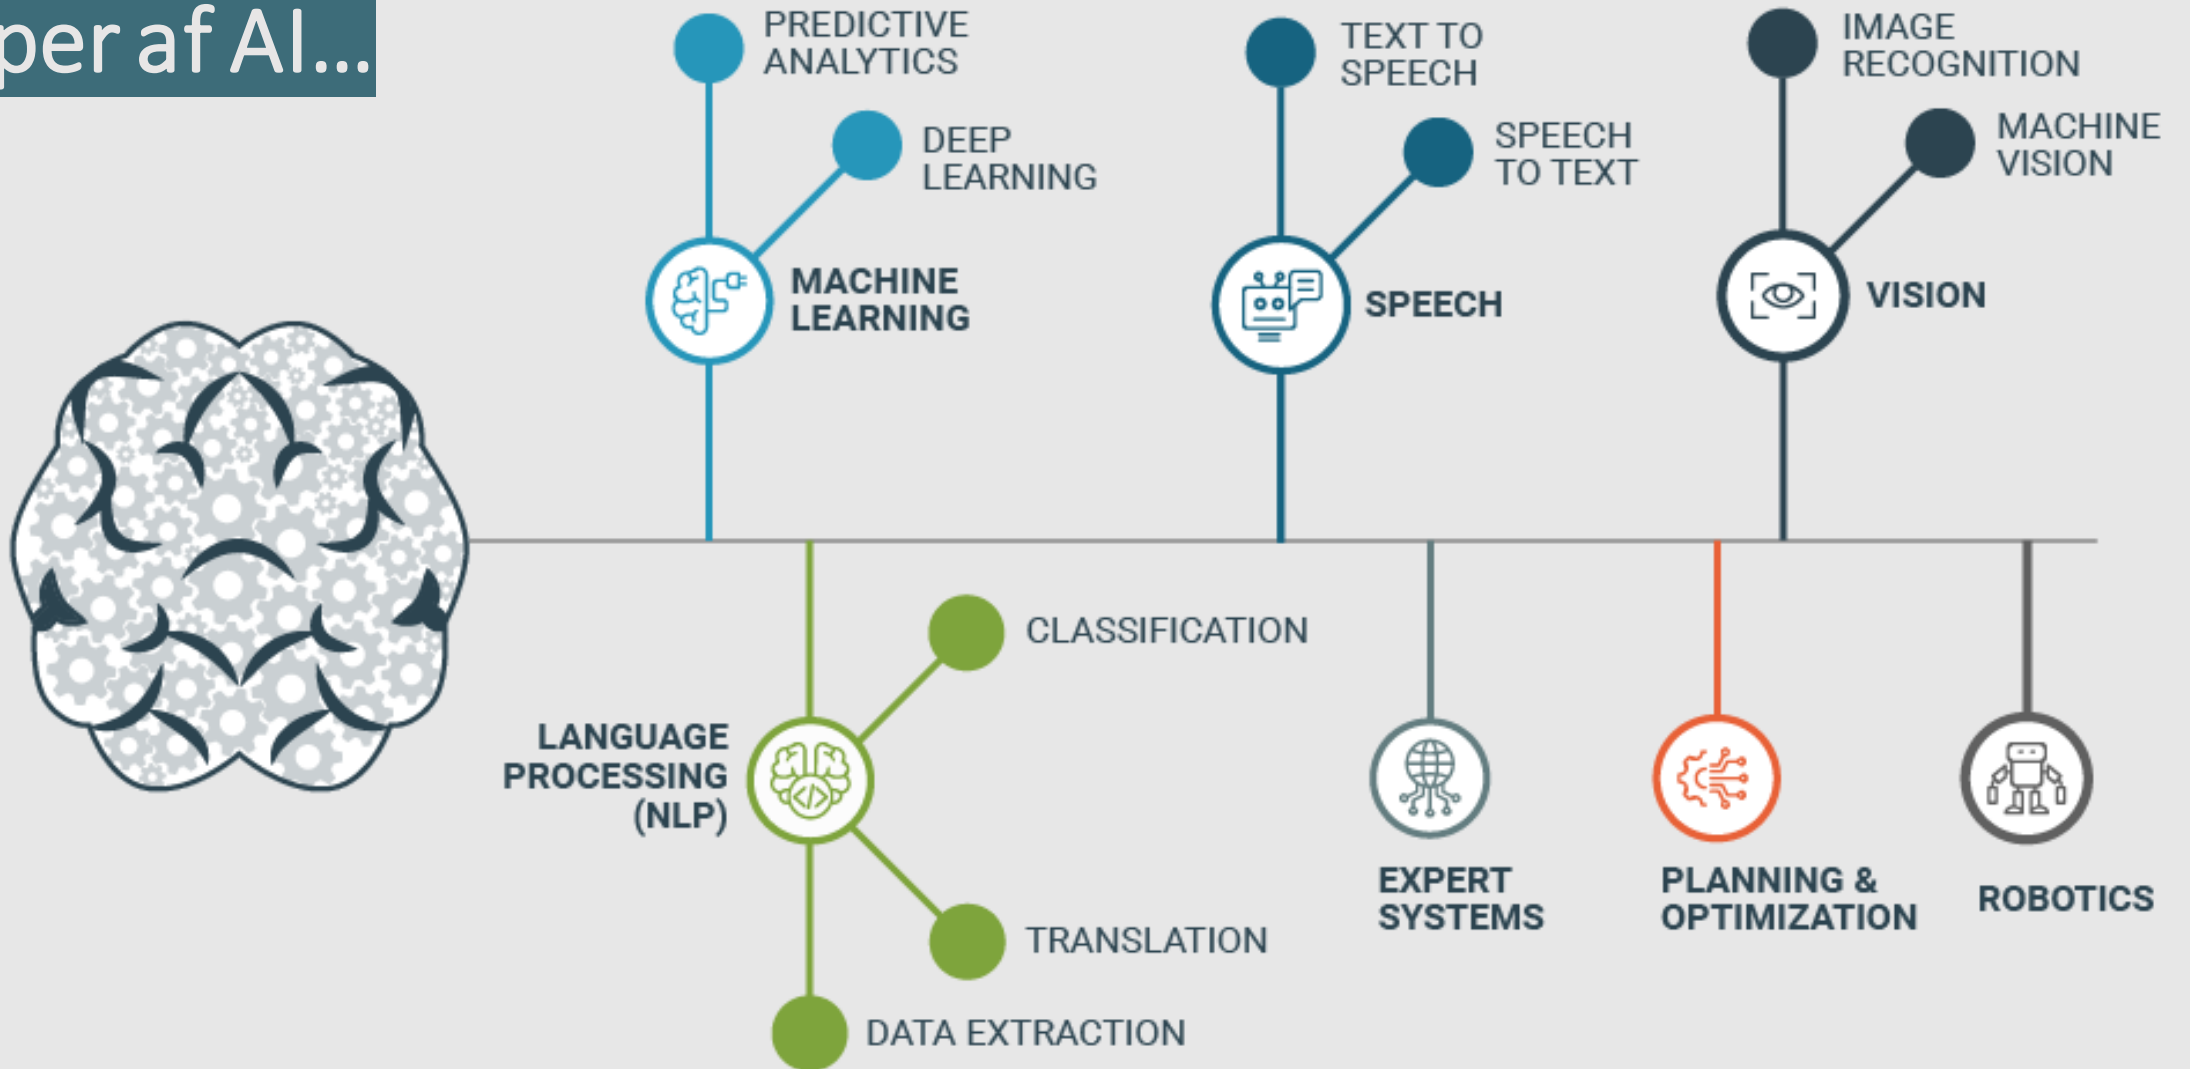 per af AI...
PREDICTIVE
ANALYTICS
DEEP
LEARNING
MACHINE
LEARNING
TEXT TO
SPEECH
SPEECH
TO TEXT
SPEECH
IMAGE
RECOGNITION
MACHINE
VISION
VISION
LANGUAGE
PROCESSING
(NLP)
CLASSIFICATION
TRANSLATION
DATA EXTRACTION
EXPERT
SYSTEMS
PLANNING &
OPTIMIZATION
ROBOTICS